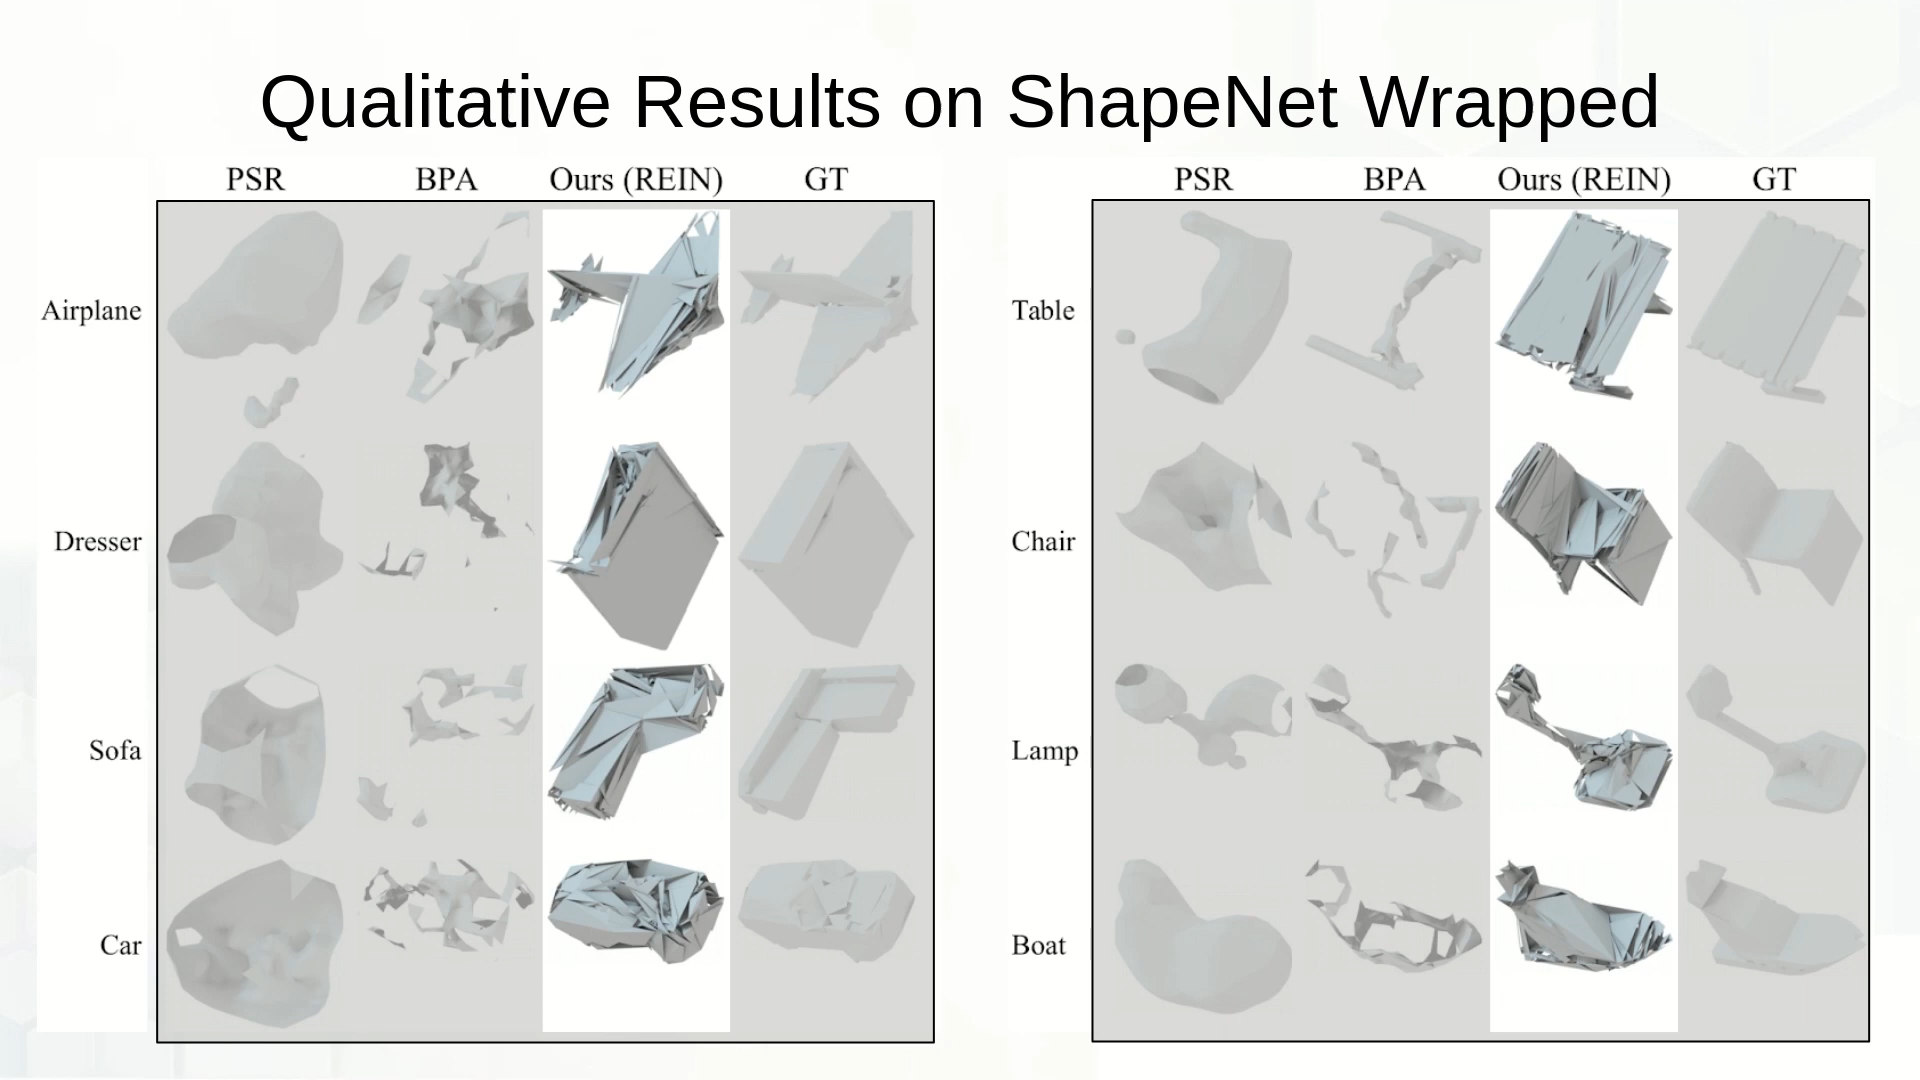 Qualitative Results on ShapeNet Wrapped
PSR BPA Ours (REIN) GT
Airplane
Dresser
Sofa
Car
PSR BPA Ours (REIN) GT
Table
Chair
Lamp
Boat